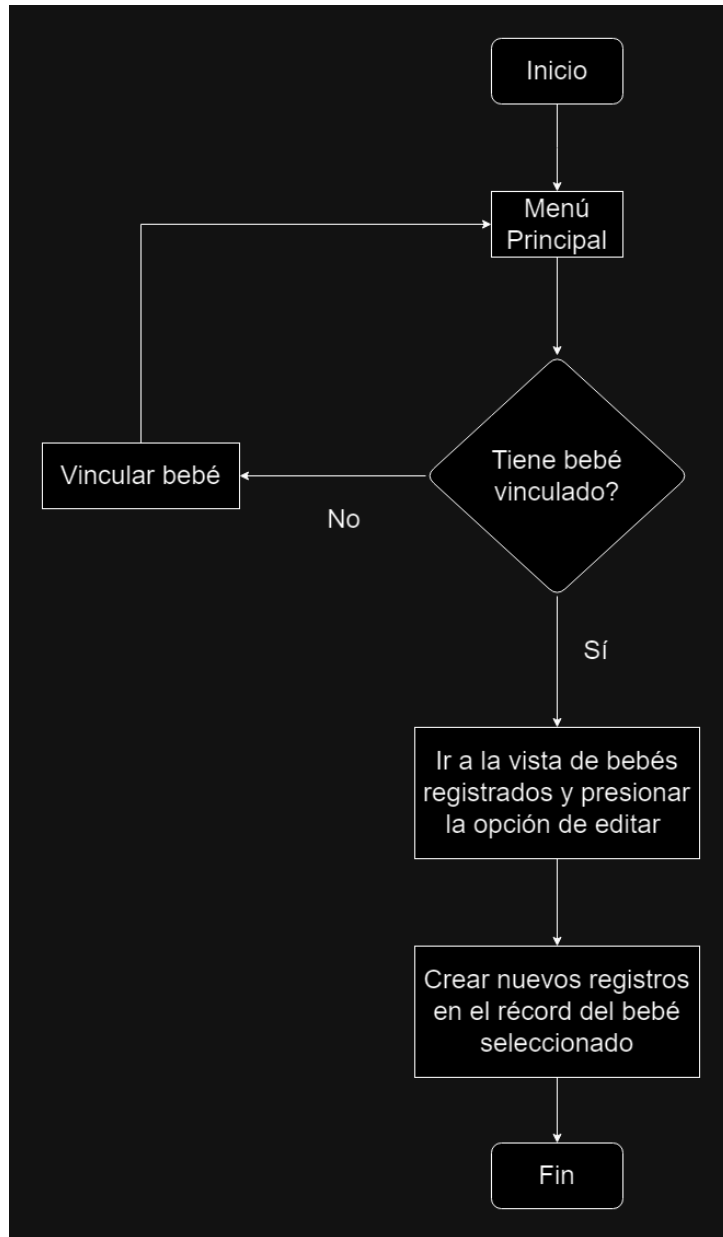 Inicio
Menú
Principal
Tiene bebé
vinculado?
Vincular bebé
No
Sí
Ir a la vista de bebés
registrados y presionar
la opción de editar
Crear nuevos registros
en el récord del bebé
seleccionado
Fin